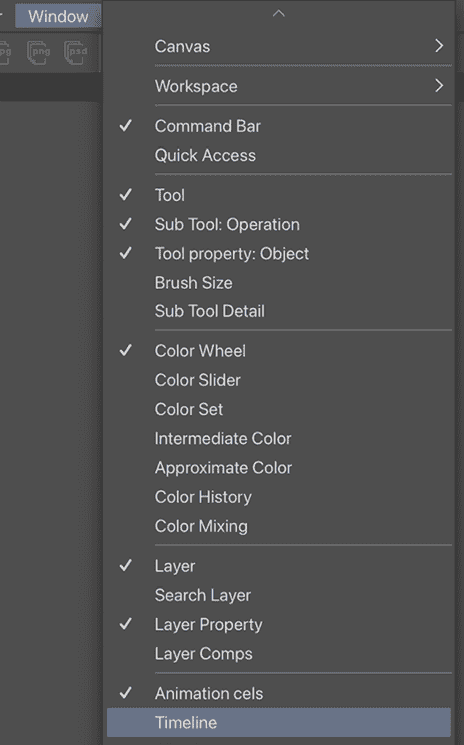 Window
pg png psd
Canvas
Workspace
Command Bar
Quick Access
Tool
Sub Tool: Operation
Tool property: Object
Brush Size
Sub Tool Detail
Color Wheel
Color Slider
Color Set
Intermediate Color
Approximate Color
Color History
Color Mixing
Layer
Search Layer
Layer Property
Layer Comps
Animation cels
Timeline